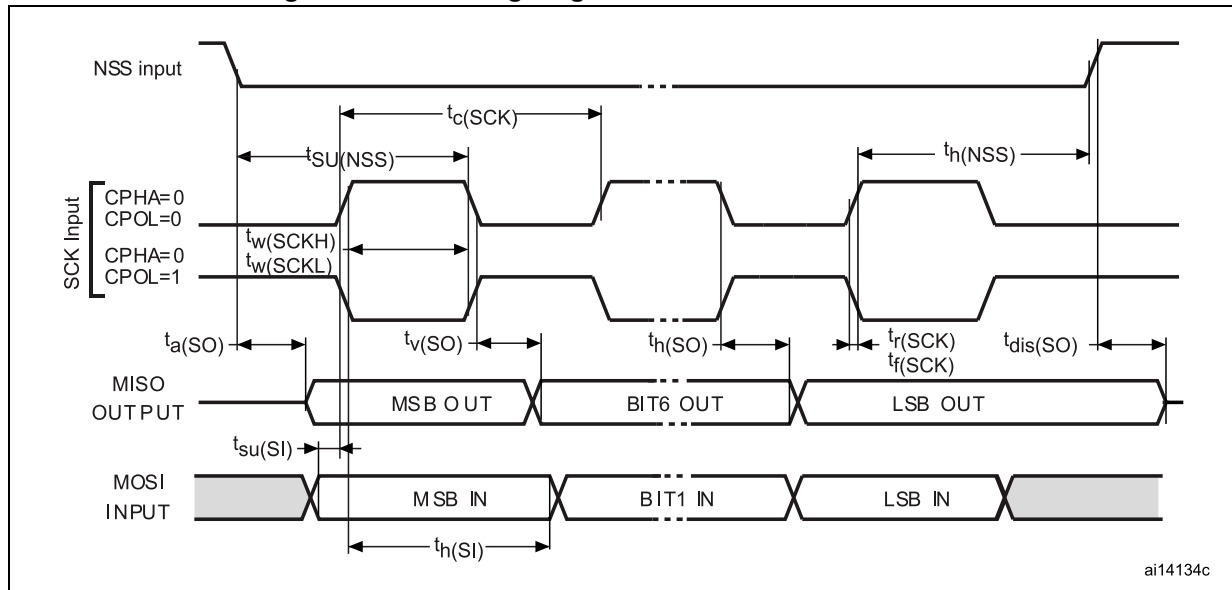 NSS input
tc(SCK)
tSU(NSS)
th(NSS)
SCK Input
CPHA=0
CPOL=0
tw(SCKH)
CPHA=0
tw(SCKL)
CPOL=1
ta(SO)
tv(SO)
th(SO)
tr(SCK)
tf(SCK)
tdis(SO)
MISO
OUTPUT
MSB OUT
BIT6 OUT
LSB OUT
tsu(SI)
MOSI
INPUT
MSB IN
BIT1 IN
LSB IN
th(SI)
ai14134c